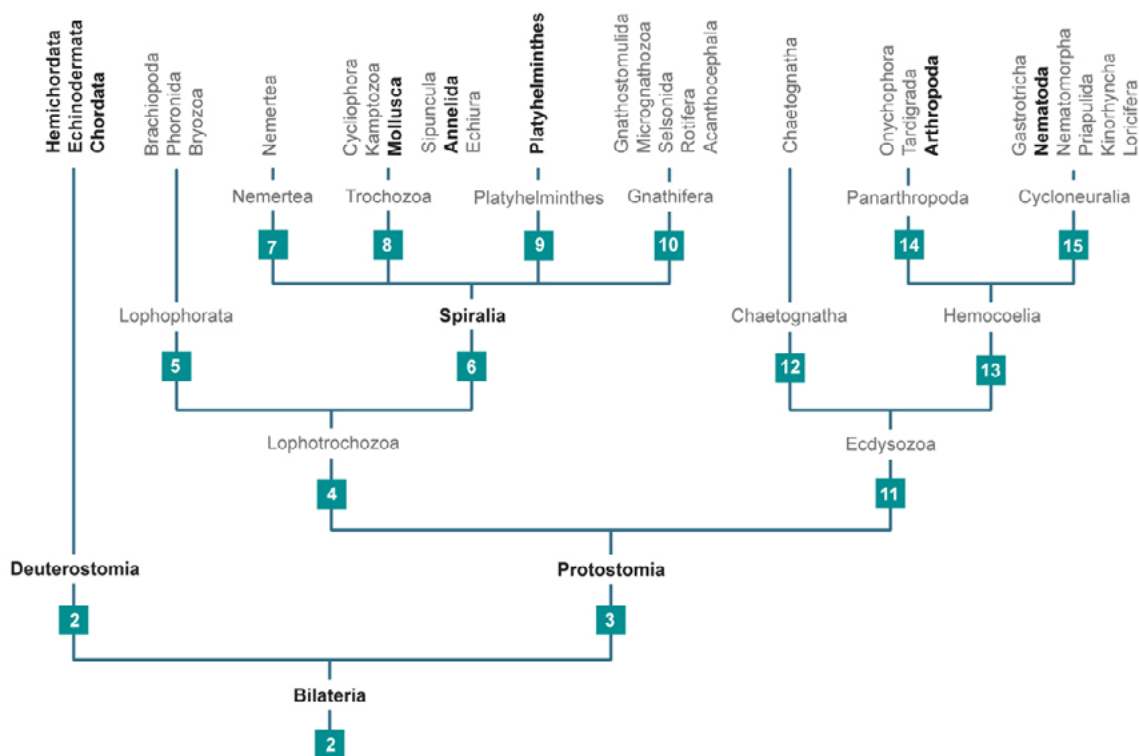 Hemichordata
Echinodermata
Chordata
Brachiopoda
Phoronida
Bryozoa
Nemertea
Cycliophora
Kamptozoa
Mollusca
Sipuncula
Annelida
Echiura
Platyhelminthes
Gnathostomulida
Micrognathozoa
Seisonida
Rotifera
Acanthocephala
Chaetognatha
Onychophora
Tardigrada
Arthropoda
Gastrotricha
Nematoda
Nematomorpha
Priapulida
Kinorhyncha
Loricifera
Nemertea
Trochozoa
Platyhelminthes
Gnathifera
Panarthropoda
Cycloneuralia
7
8
9
10
14
15
Lophophorata
Spiralia
Chaetognatha
Hemocoelia
5
6
12
13
Lophotrochozoa
Ecdysozoa
4
11
Deuterostomia
Protostomia
2
3
Bilateria
2